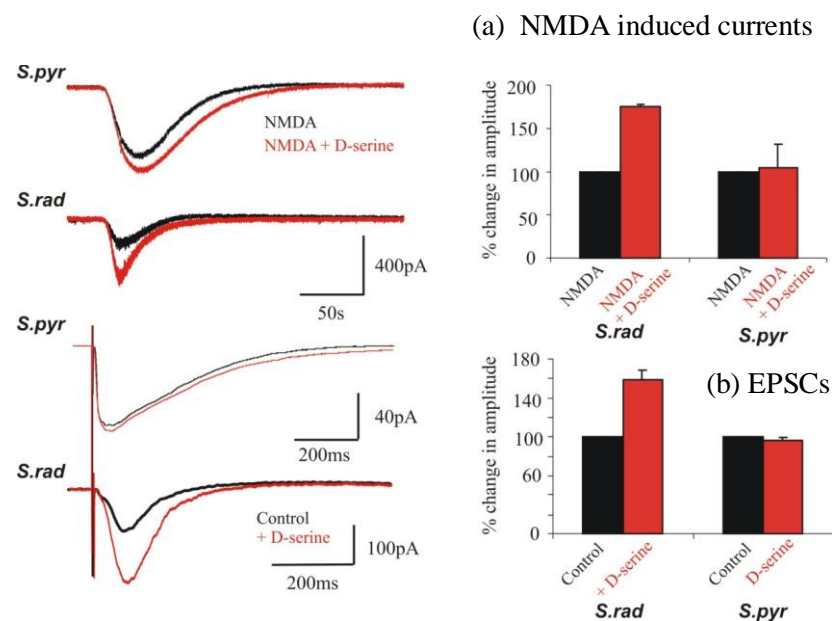 (a) NMDA induced currents
S.pyr
NMDA
NMDA + D-serine
S.rad
400pA
50s
S.pyr
40pA
200ms
S.rad
Control
+ D-serine
100pA
200ms
% change in amplitude
200
150
100
50
0
NMDA
NMDA
+ D-serine
NMDA
NMDA
+ D-serine
S.rad
S.pyr
(b) EPSCs
% change in amplitude
180
140
100
60
0
Control
+ D-serine
Control
D-serine
S.rad
S.pyr